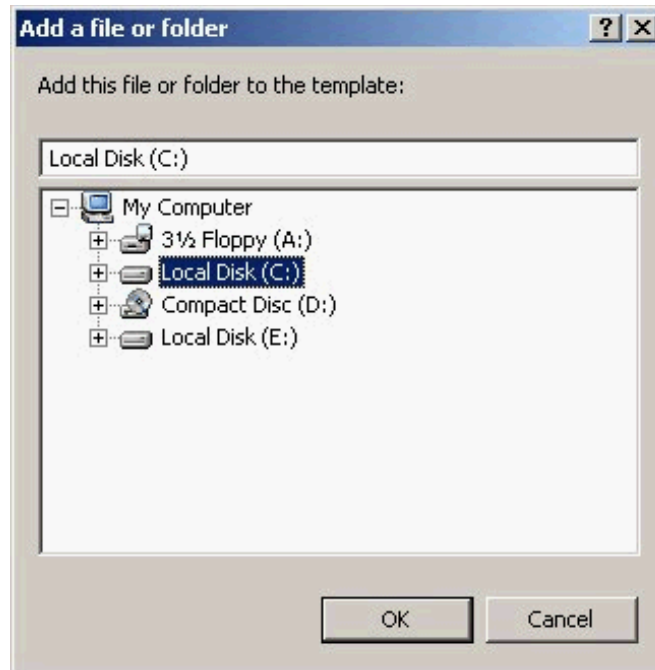 Add a file or folder
Add this file or folder to the template:
Local Disk (C:)
My Computer
3½ Floppy (A:)
Local Disk (C:)
Compact Disc (D:)
Local Disk (E:)
OK Cancel